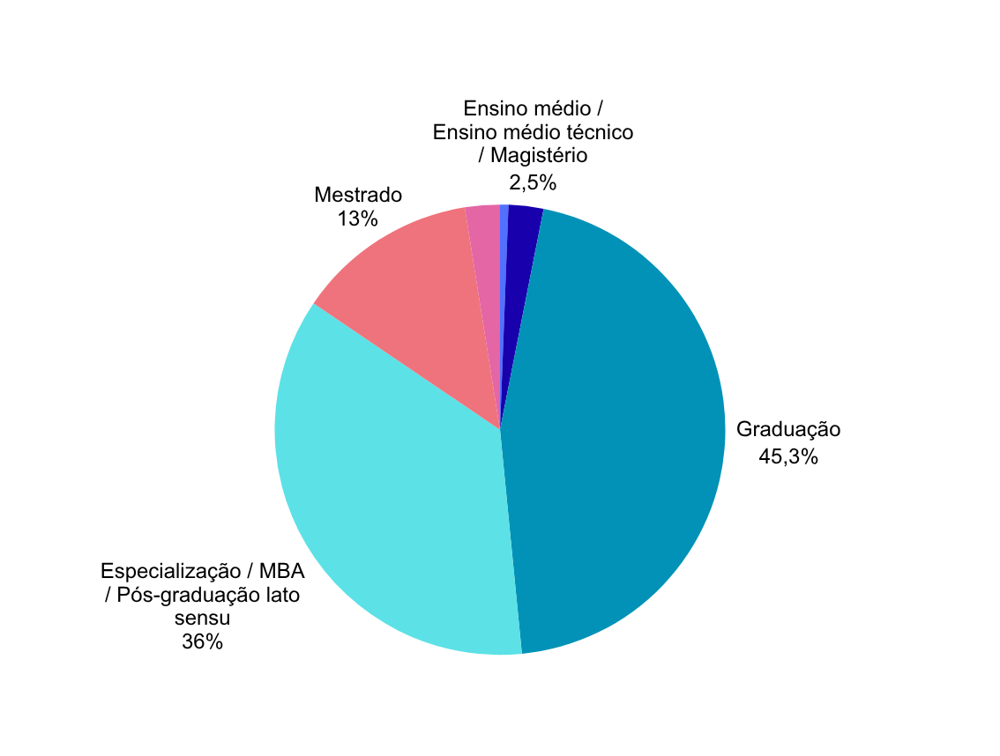 Ensino médio /
Ensino médio técnico
/ Magistério
2,5%
Mestrado
13%
Graduação
45,3%
Especialização / MBA
/ Pós-graduação lato
sensu
36%